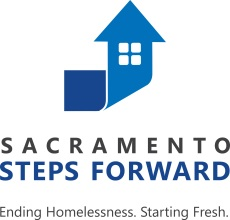 SACRAMENTO
STEPS FORWARD
Ending Homelessness. Starting Fresh.